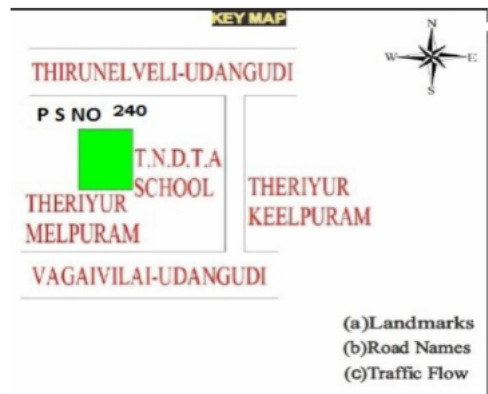 KEY MAP
N
W E
S
THIRUNELVELI-UDANGUDI
P S NO 240
T.N.D.T.A
SCHOOL
THERIYUR
MELPURAM
THERIYUR
KEELPURAM
VAGAIVILAI-UDANGUDI
(a)Landmarks
(b)Road Names
(c)Traffic Flow